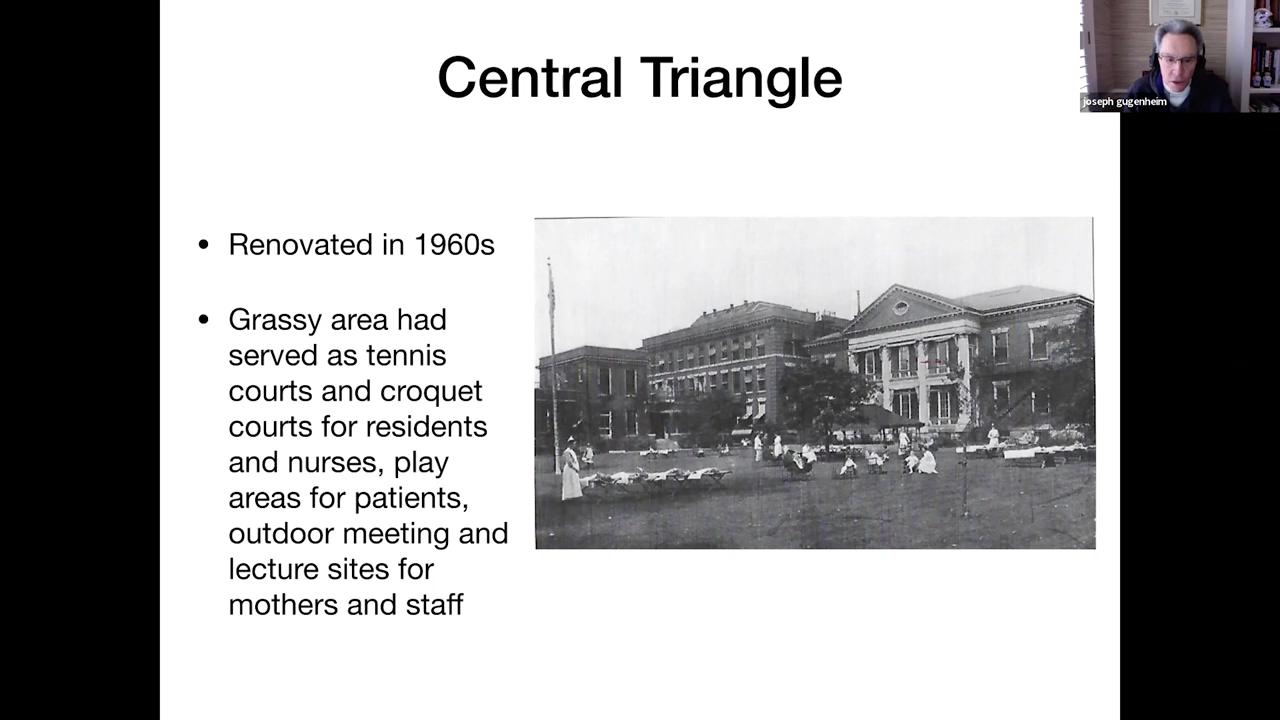 Central Triangle
joseph gugenheim
• Renovated in 1960s
• Grassy area had
served as tennis
courts and croquet
courts for residents
and nurses, play
areas for patients,
outdoor meeting and
lecture sites for
mothers and staff